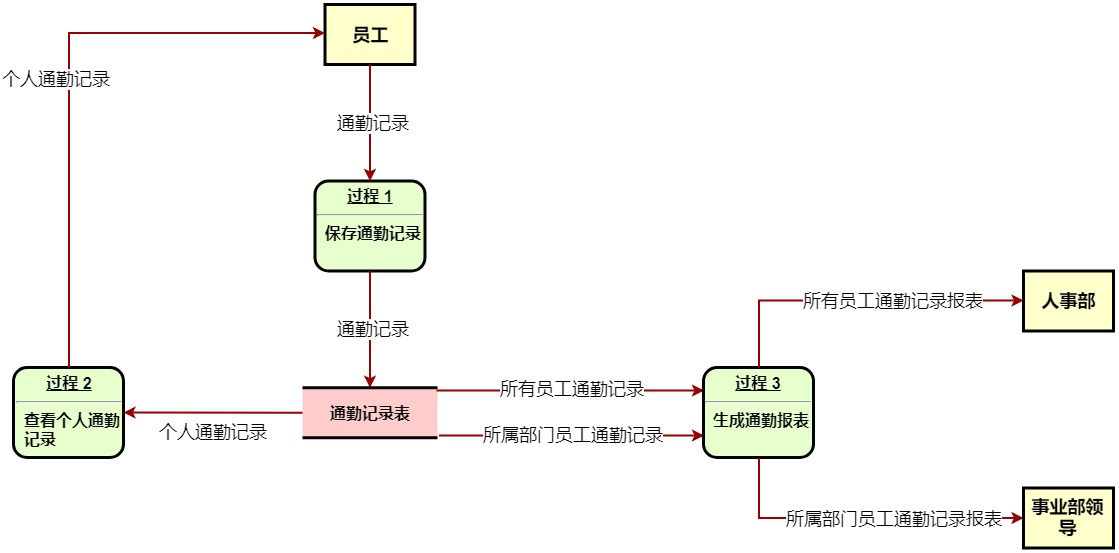 员工
个人通勤记录
通勤记录
过程 1
保存通勤记录
所有员工通勤记录报表
人事部
通勤记录
过程 2
查看个人通勤
记录
个人通勤记录
通勤记录表
所有员工通勤记录
所属部门员工通勤记录
过程 3
生成通勤报表
所属部门员工通勤记录报表
事业部领
导